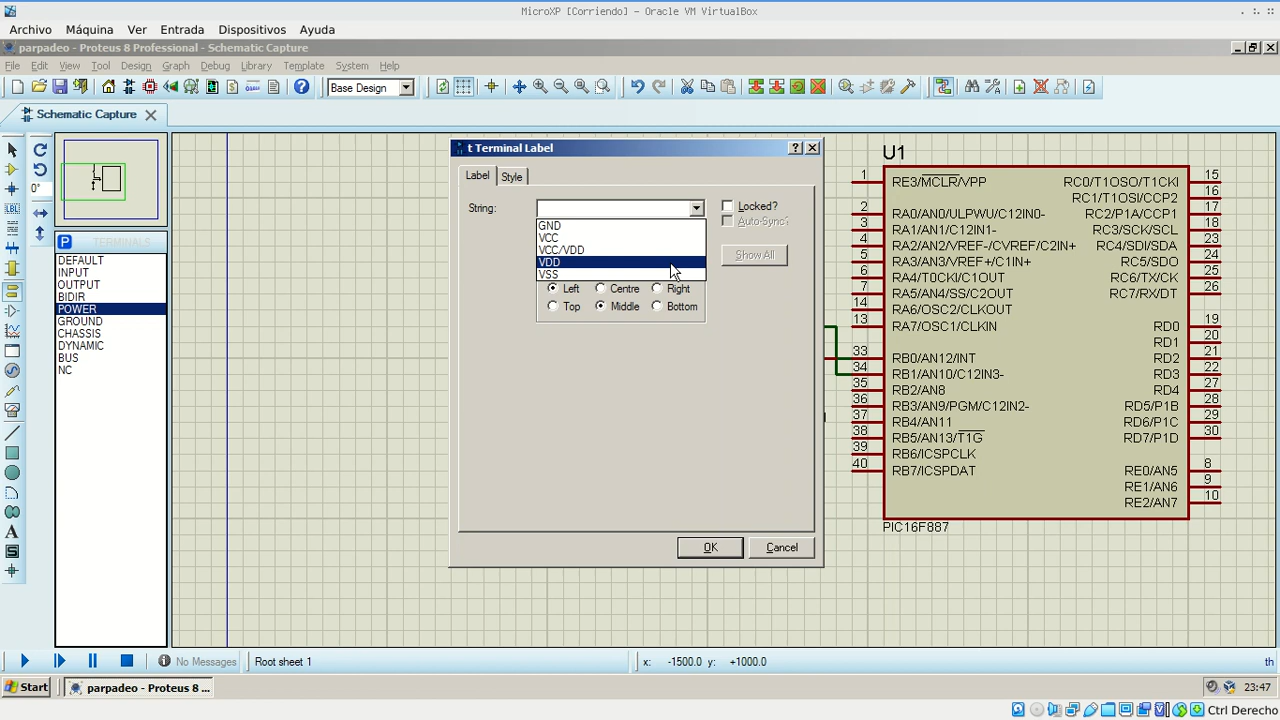 MicroXP [Corriendo] - Oracle VM VirtualBox
Archivo Máquina Ver Entrada Dispositivos Ayuda
parpadeo - Proteus 8 Professional - Schematic Capture
File Edit View Tool Design Graph Debug Library Template System Help
Base Design
Schematic Capture
t Terminal Label
Label Style
String:
GND
VCC
VCC/VDD
VDD
VSS
Locked?
Auto-Sync?
Show All
Left Centre Right
Top Middle Bottom
OK Cancel
0°
P TERMINALS
DEFAULT
INPUT
OUTPUT
BIDIR
POWER
GROUND
CHASSIS
DYNAMIC
BUS
NC
U1
1 RE3/MCLR/VPP RC0/T1OSO/T1CKI 15
RC1/T1OSI/CCP2 16
2 RA0/AN0/ULPWU/C12IN0- RC2/P1A/CCP1 17
3 RA1/AN1/C12IN1- RC3/SCK/SCL 18
4 RA2/AN2/VREF-/CVREF/C2IN+ RC4/SDI/SDA 23
5 RA3/AN3/VREF+/C1IN+ RC5/SDO 24
6 RA4/T0CKI/C1OUT RC6/TX/CK 25
7 RA5/AN4/SS/C2OUT RC7/RX/DT 26
14 RA6/OSC2/CLKOUT
13 RA7/OSC1/CLKIN RD0 19
RD1 20
33 RB0/AN12/INT RD2 21
34 RB1/AN10/C12IN3- RD3 22
35 RB2/AN8 RD4 27
36 RB3/AN9/PGM/C12IN2- RD5/P1B 28
37 RB4/AN11 RD6/P1C 29
38 RB5/AN13/T1G RD7/P1D 30
39 RB6/ICSPCLK
40 RB7/ICSPDAT RE0/AN5 8
RE1/AN6 9
RE2/AN7 10
PIC16F887
No Messages Root sheet 1 x: -1500.0 y: +1000.0 th
Start parpadeo - Proteus 8 ... 23:47
Ctrl Derecho